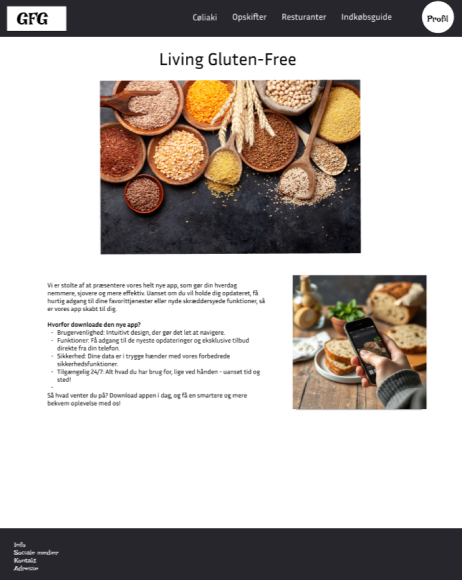 GFG
Cøliaki Opskifter Resturanter Indkøbsguide Profil
Living Gluten-Free
Vi er stolte af at præsentere vores helt nye app, som gør din hverdag
nemmere, sjovere og mere effektiv. Uanset om du vil holde dig opdateret, få
hurtig adgang til dine favorittjenester eller nyde skræddersyede funktioner, så
er vores app skabt til dig.
Hvorfor downloade den nye app?
- Brugervenlighed: Intuitivt design, der gør det let at navigere.
- Funktioner: Få adgang til de nyeste opdateringer og eksklusive tilbud
direkte fra din telefon.
- Sikkerhed: Dine data er i trygge hænder med vores forbedrede
sikkerhedsfunktioner.
- Tilgængelig 24/7: Alt hvad du har brug for, lige ved hånden - uanset tid og
sted!
-
Så hvad venter du på? Download appen i dag, og få en smartere og mere
bekvem oplevelse med os!
Info
Sociale medier
Kontakt
Adresse